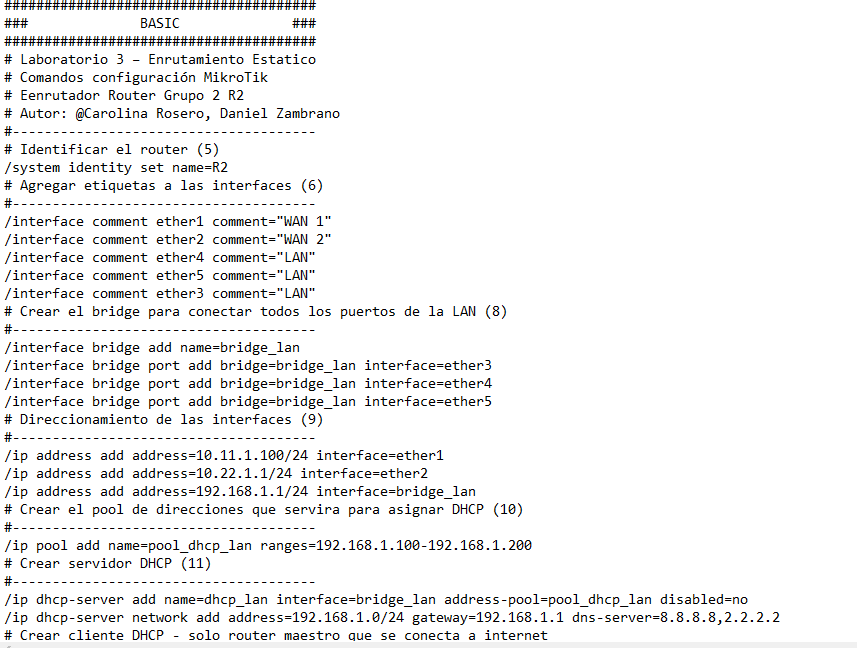 #######################################
###              BASIC              ###
#######################################
# Laboratorio 3 – Enrutamiento Estatico
# Comandos configuración MikroTik
# Eenrutador Router Grupo 2 R2
# Autor: @Carolina Rosero, Daniel Zambrano
#--------------------------------------
# Identificar el router (5)
/system identity set name=R2
# Agregar etiquetas a las interfaces (6)
#--------------------------------------
/interface comment ether1 comment="WAN 1"
/interface comment ether2 comment="WAN 2"
/interface comment ether4 comment="LAN"
/interface comment ether5 comment="LAN"
/interface comment ether3 comment="LAN"
# Crear el bridge para conectar todos los puertos de la LAN (8)
#--------------------------------------
/interface bridge add name=bridge_lan
/interface bridge port add bridge=bridge_lan interface=ether3
/interface bridge port add bridge=bridge_lan interface=ether4
/interface bridge port add bridge=bridge_lan interface=ether5
# Direccionamiento de las interfaces (9)
#--------------------------------------
/ip address add address=10.11.1.100/24 interface=ether1
/ip address add address=10.22.1.1/24 interface=ether2
/ip address add address=192.168.1.1/24 interface=bridge_lan
# Crear el pool de direcciones que servira para asignar DHCP (10)
#--------------------------------------
/ip pool add name=pool_dhcp_lan ranges=192.168.1.100-192.168.1.200
# Crear servidor DHCP (11)
#--------------------------------------
/ip dhcp-server add name=dhcp_lan interface=bridge_lan address-pool=pool_dhcp_lan disabled=no
/ip dhcp-server network add address=192.168.1.0/24 gateway=192.168.1.1 dns-server=8.8.8.8,2.2.2.2
# Crear cliente DHCP - solo router maestro que se conecta a internet